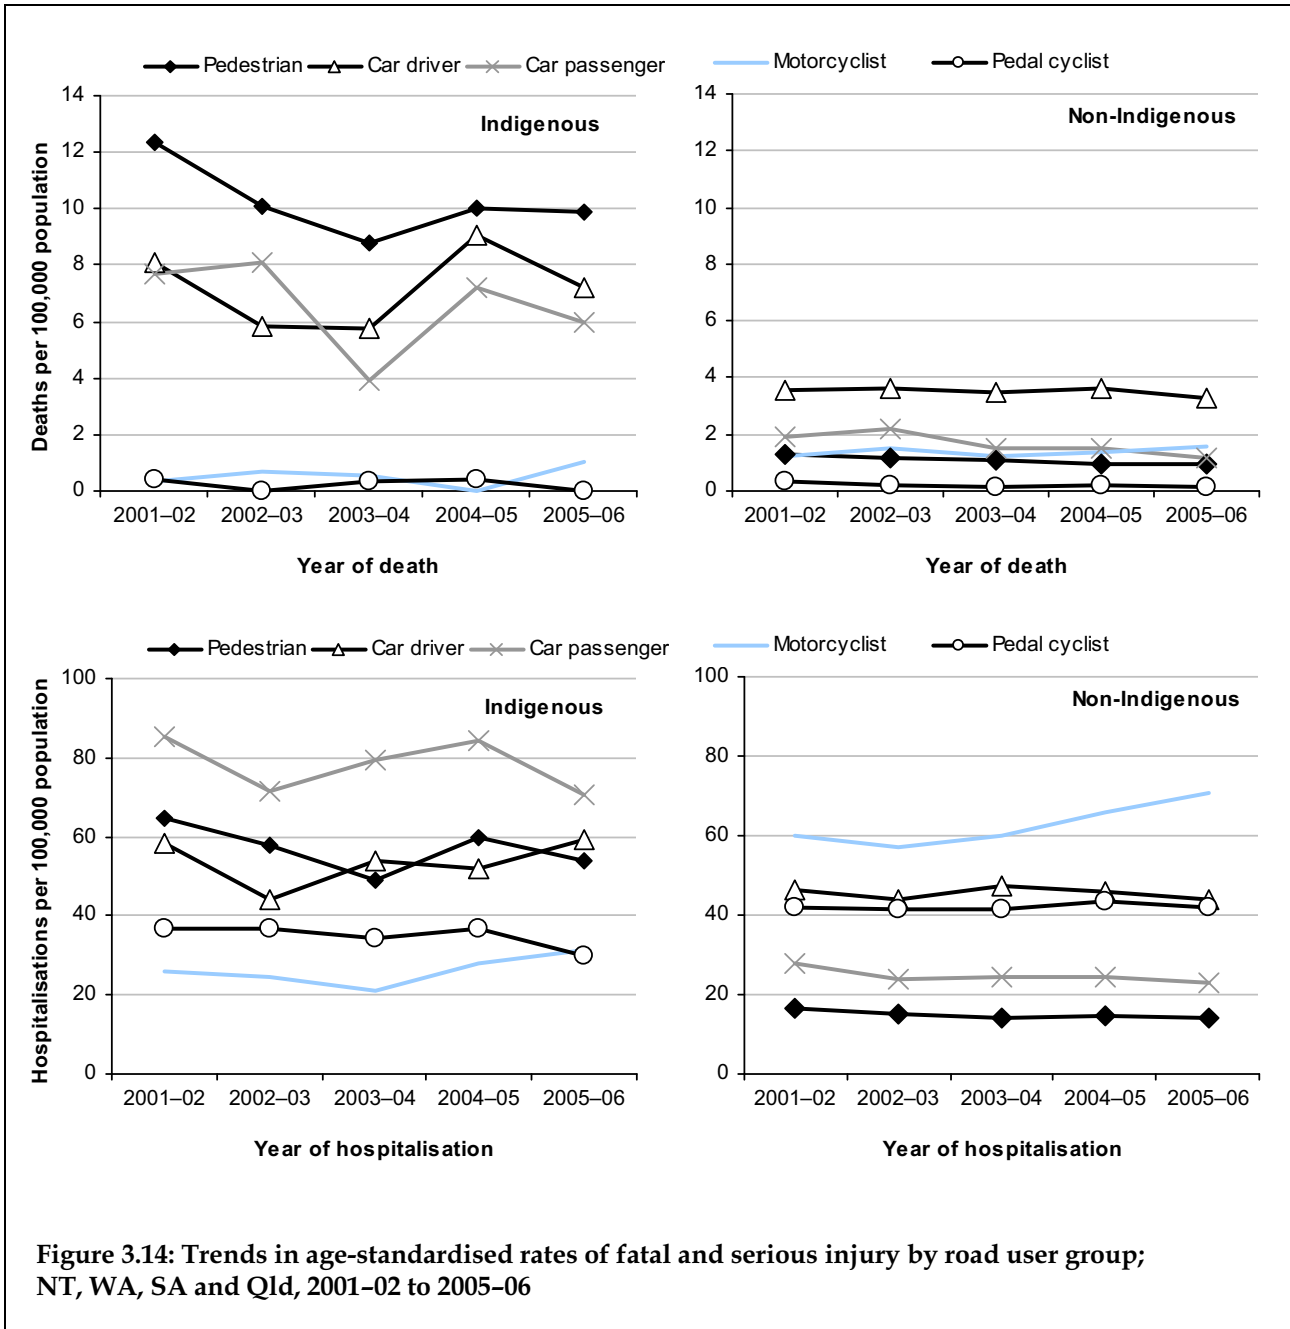 Pedestrian Car driver Car passenger Motorcyclist Pedal cyclist
Deaths per 100,000 population
14
12
10
8
6
4
2
0
Indigenous
2001–02 2002–03 2003–04 2004–05 2005–06
Year of death
14
12
10
8
6
4
2
0
Non-Indigenous
2001–02 2002–03 2003–04 2004–05 2005–06
Year of death
Pedestrian Car driver Car passenger Motorcyclist Pedal cyclist
Hospitalisations per 100,000 population
100
80
60
40
20
0
Indigenous
2001–02 2002–03 2003–04 2004–05 2005–06
Year of hospitalisation
100
80
60
40
20
0
Non-Indigenous
2001–02 2002–03 2003–04 2004–05 2005–06
Year of hospitalisation
Figure 3.14: Trends in age-standardised rates of fatal and serious injury by road user group;
NT, WA, SA and Qld, 2001–02 to 2005–06